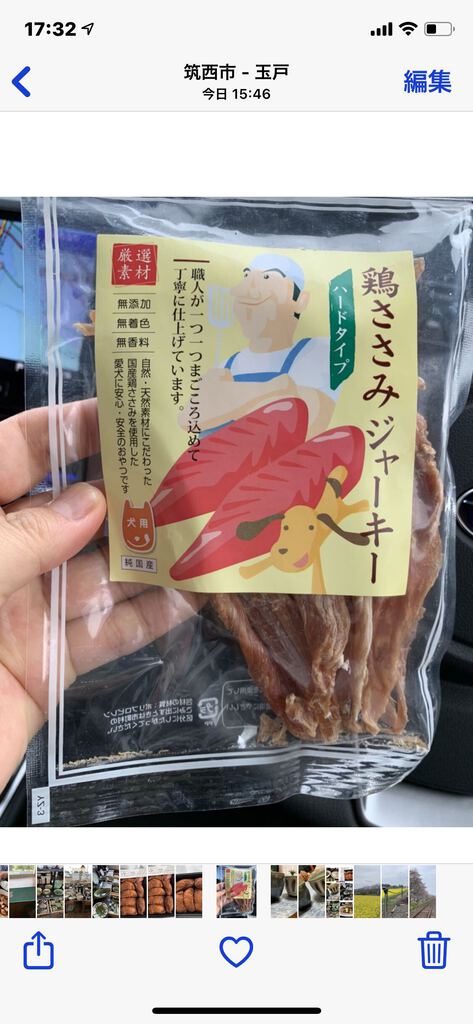 17:32
筑西市 - 玉戸
今日 15:46
編集
鶏ささみジャーキー
ハードタイプ
職人が一つ一つまごころ込めて
丁寧に仕上げています。
厳選
素材
無添加
無着色
無香料
自然・天然素材にこだわった
国産鶏ささみを使用した
愛犬に安心・安全のおやつです
犬用
純国産
YZ3